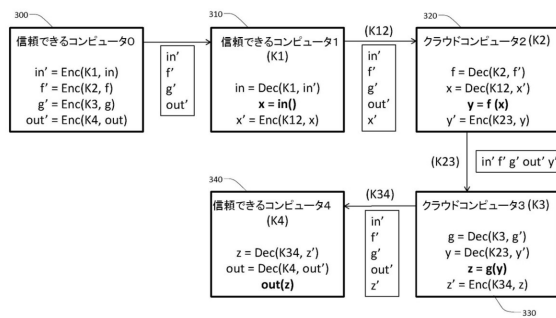 300
信頼できるコンピュータ0
in' = Enc(K1, in)
f' = Enc(K2, f)
g' = Enc(K3, g)
out' = Enc(K4, out)
in'
f'
g'
out'
310
信頼できるコンピュータ1
(K1)
in = Dec(K1, in')
x = in()
x' = Enc(K12, x)
(K12)
in'
f'
g'
out'
x'
320
クラウドコンピュータ2 (K2)
f = Dec(K2, f')
x = Dec(K12, x')
y = f (x)
y' = Enc(K23, y)
(K23)
in' f' g' out' y'
340
信頼できるコンピュータ4
(K4)
z = Dec(K34, z')
out = Dec(K4, out')
out(z)
(K34)
in'
f'
g'
out'
z'
クラウドコンピュータ3 (K3)
g = Dec(K3, g')
y = Dec(K23, y')
z = g(y)
z' = Enc(K34, z)
330